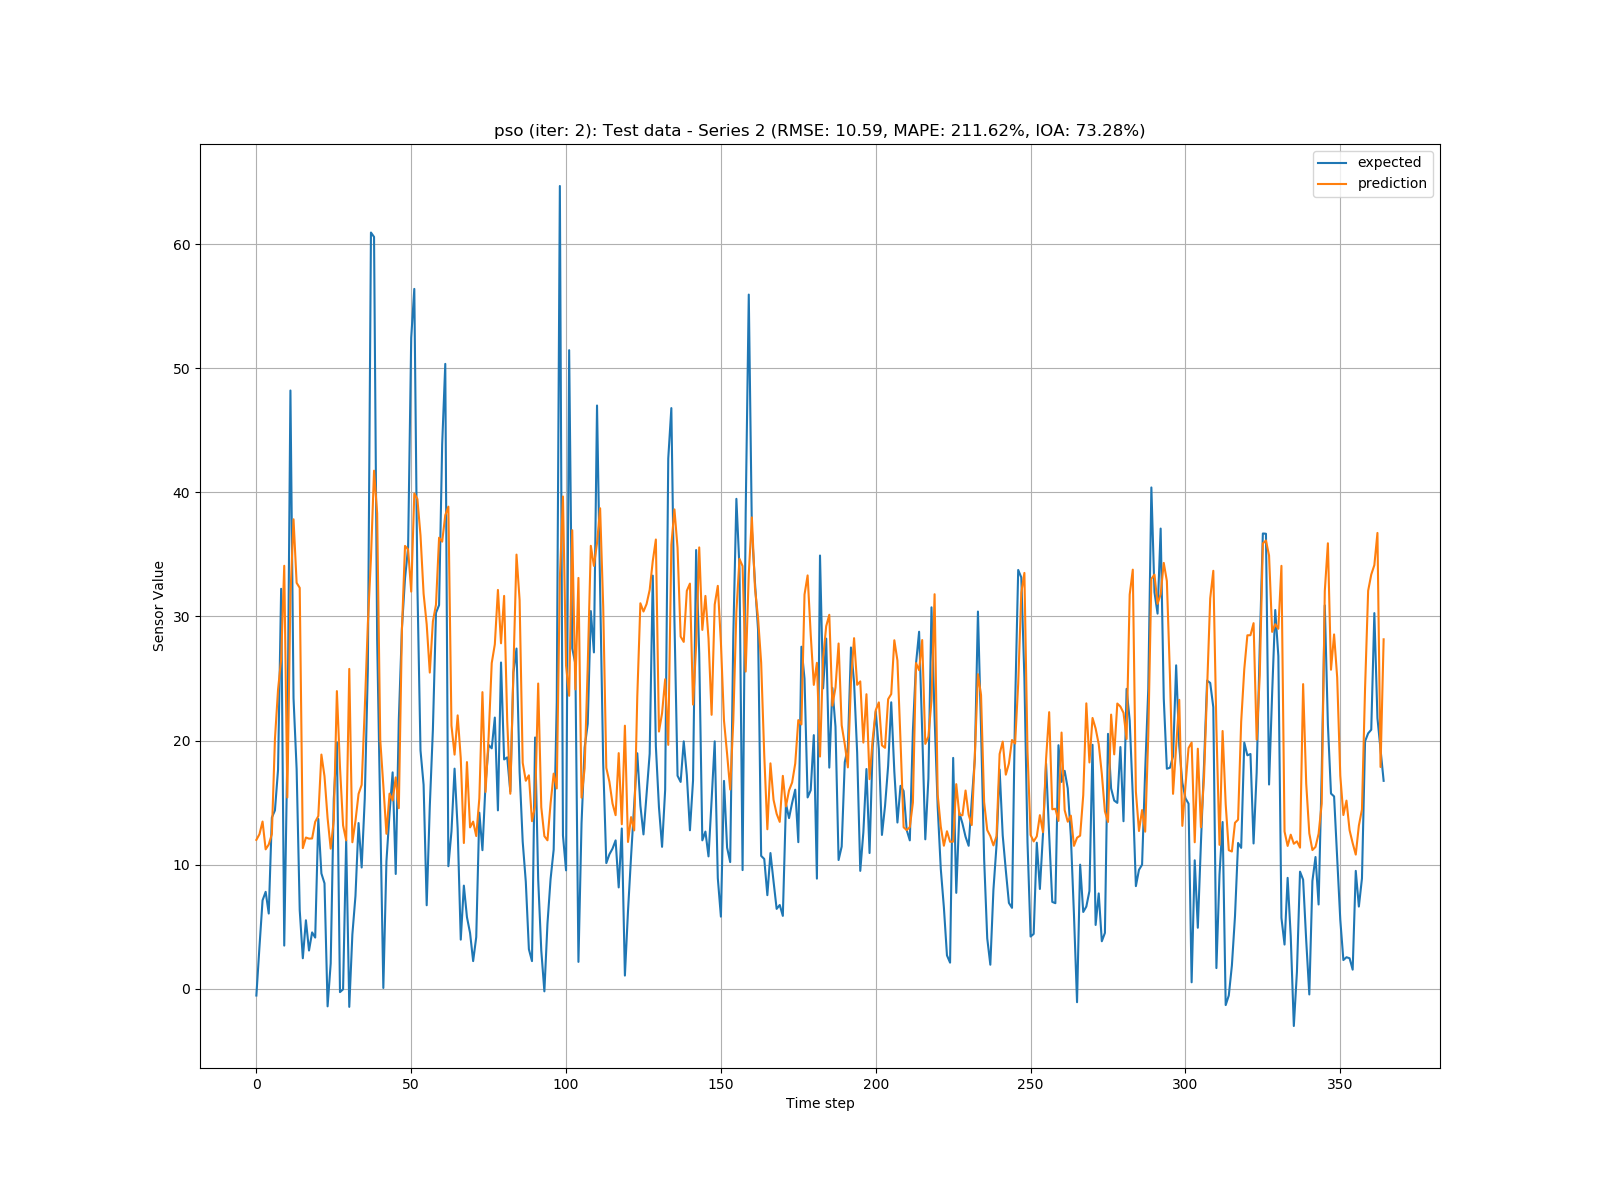 pso (iter: 2): Test data - Series 2 (RMSE: 10.59, MAPE: 211.62%, IOA: 73.28%)
expected
prediction
60
50
40
30
20
10
0
Sensor Value
0 50 100 150 200 250 300 350
Time step